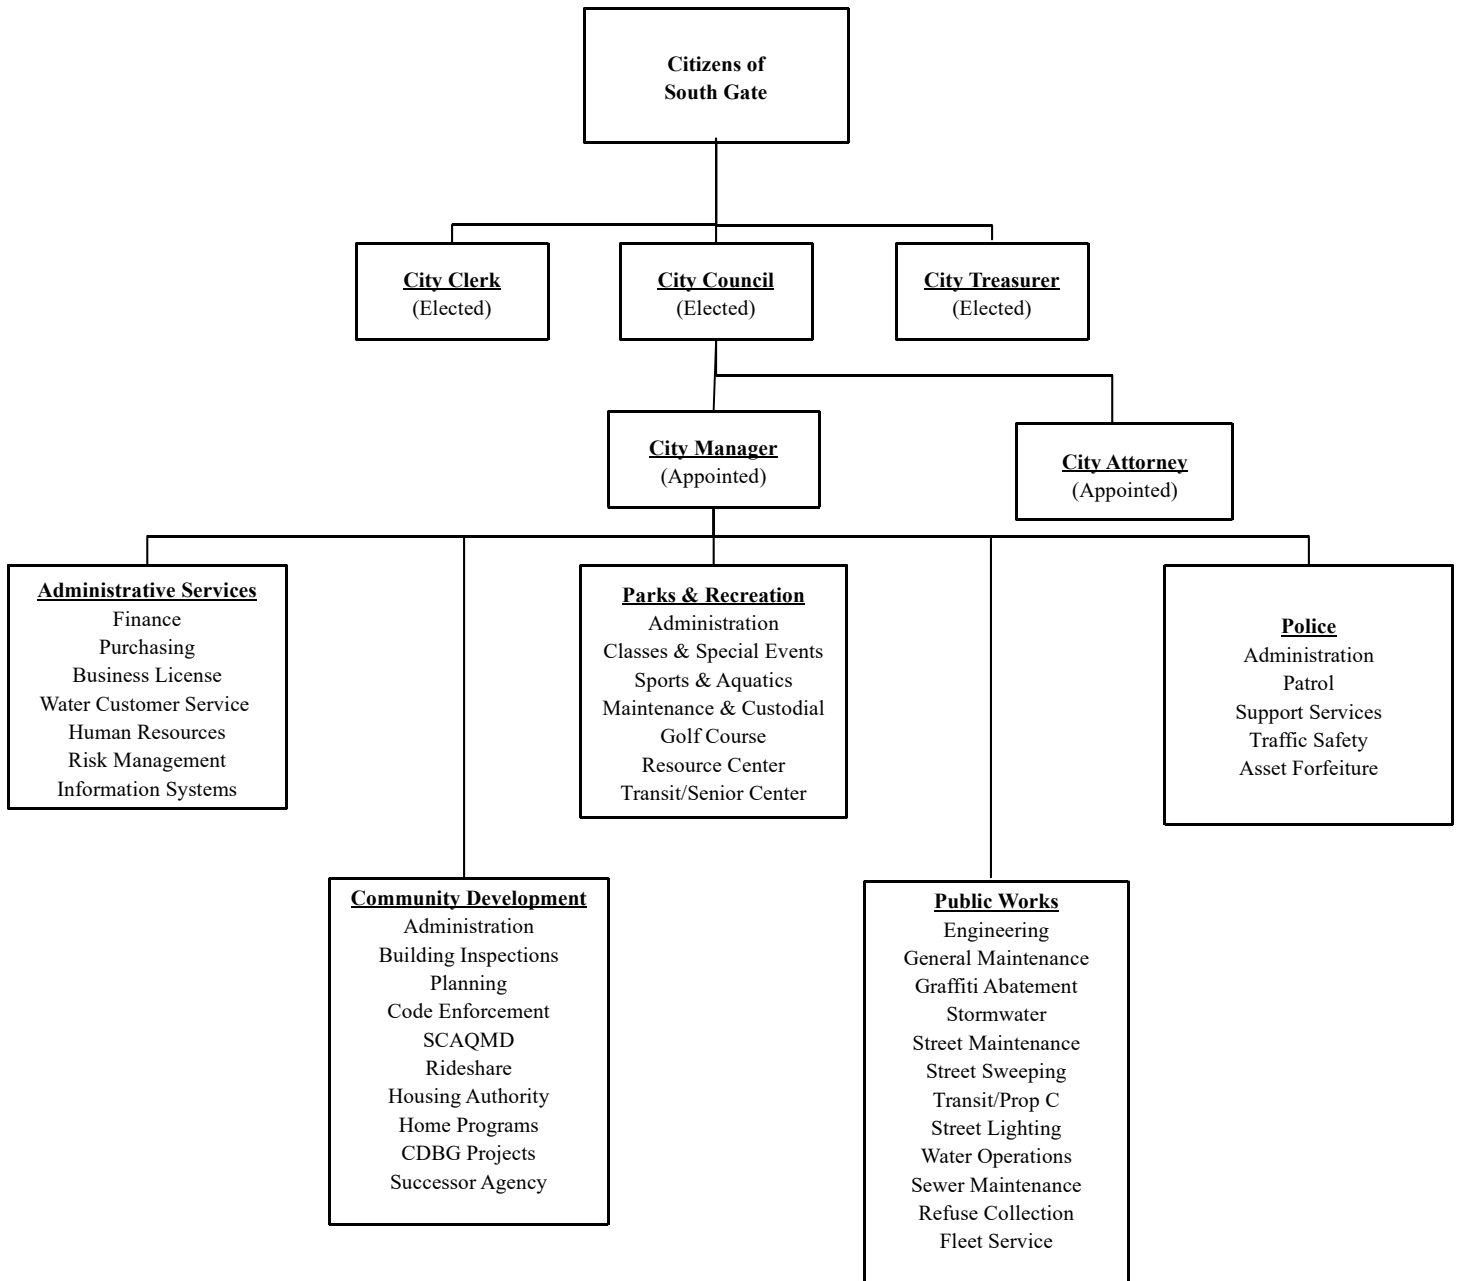 Citizens of
South Gate
City Clerk
(Elected)
City Council
(Elected)
City Treasurer
(Elected)
City Manager
(Appointed)
City Attorney
(Appointed)
Administrative Services
Finance
Purchasing
Business License
Water Customer Service
Human Resources
Risk Management
Information Systems
Parks & Recreation
Administration
Classes & Special Events
Sports & Aquatics
Maintenance & Custodial
Golf Course
Resource Center
Transit/Senior Center
Police
Administration
Patrol
Support Services
Traffic Safety
Asset Forfeiture
Community Development
Administration
Building Inspections
Planning
Code Enforcement
SCAQMD
Rideshare
Housing Authority
Home Programs
CDBG Projects
Successor Agency
Public Works
Engineering
General Maintenance
Graffiti Abatement
Stormwater
Street Maintenance
Street Sweeping
Transit/Prop C
Street Lighting
Water Operations
Sewer Maintenance
Refuse Collection
Fleet Service